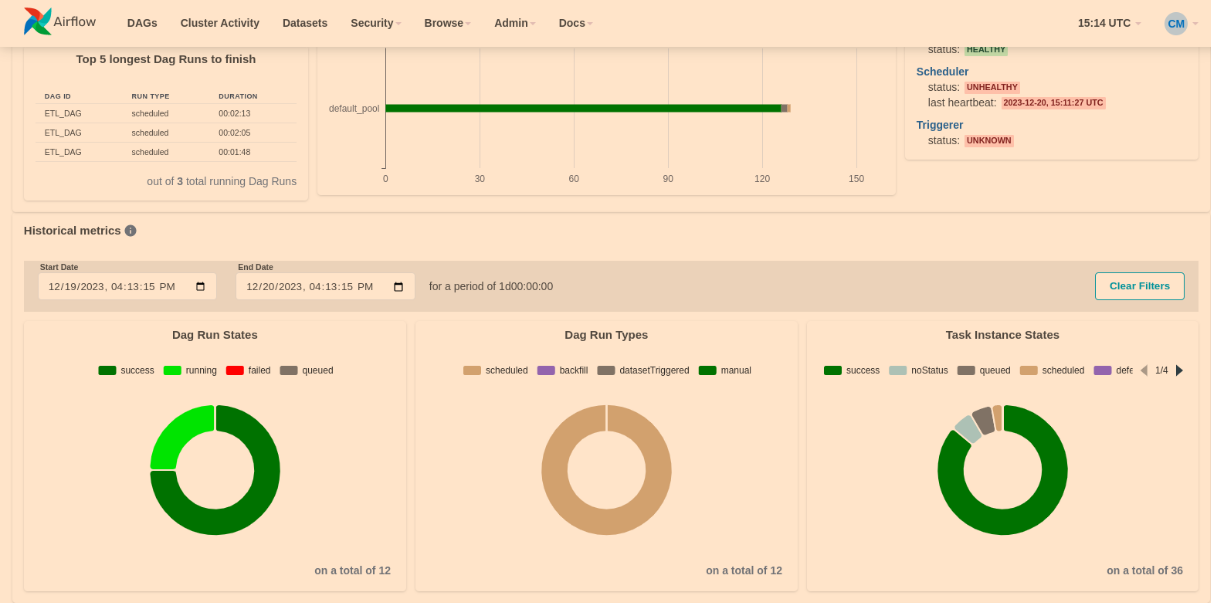 Airflow DAGs Cluster Activity Datasets Security Browse Admin Docs 15:14 UTC CM
Top 5 longest Dag Runs to finish
DAG ID RUN TYPE DURATION
ETL_DAG scheduled 00:02:13
ETL_DAG scheduled 00:02:05
ETL_DAG scheduled 00:01:48
out of 3 total running Dag Runs
default_pool
0 30 60 90 120 150
status: HEALTHY
Scheduler
status: UNHEALTHY
last heartbeat: 2023-12-20, 15:11:27 UTC
Triggerer
status: UNKNOWN
Historical metrics
Start Date End Date
12/19/2023, 04:13:15 PM 12/20/2023, 04:13:15 PM for a period of 1d00:00:00 Clear Filters
Dag Run States
success running failed queued
on a total of 12
Dag Run Types
scheduled backfill datasetTriggered manual
on a total of 12
Task Instance States
success noStatus queued scheduled defe 1/4
on a total of 36